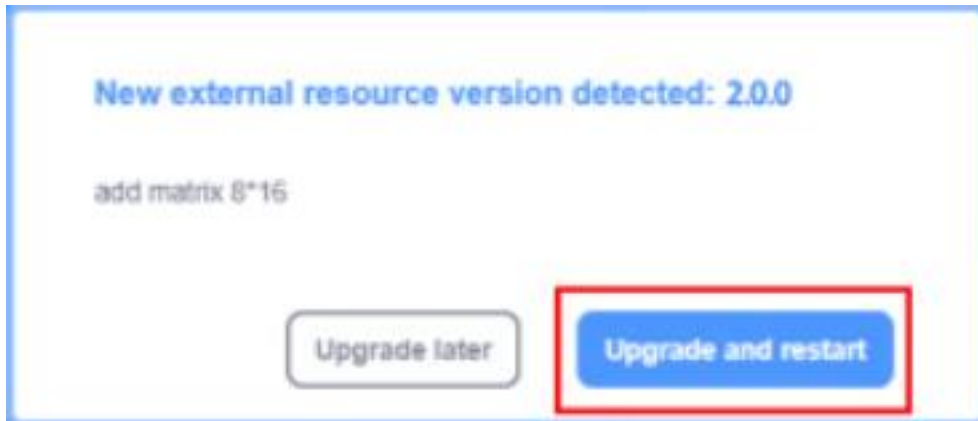 New external resource version detected: 2.0.0
add matrix 8*16
Upgrade later
Upgrade and restart